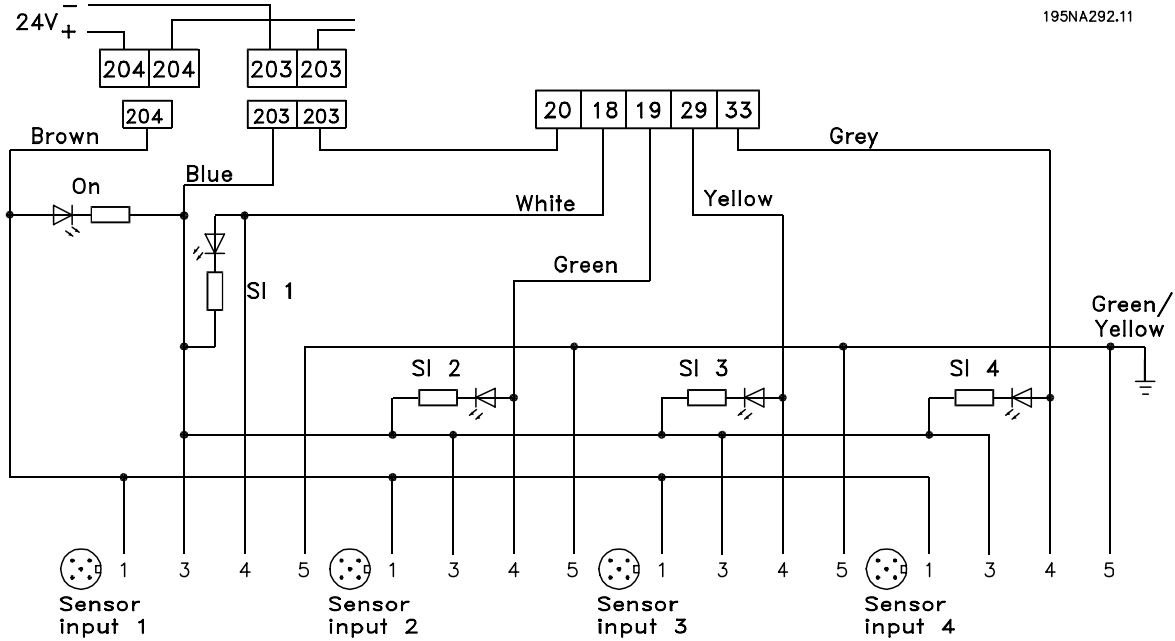 195NA292.11
24V
−
+
204 204 203 203
204 203 203
20 18 19 29 33
Brown
Grey
Blue
On
White
Yellow
Green
SI 1
Green/
Yellow
SI 2 SI 3 SI 4
1 3 4 5 1 3 4 5 1 3 4 5 1 3 4 5
Sensor
input 1
Sensor
input 2
Sensor
input 3
Sensor
input 4